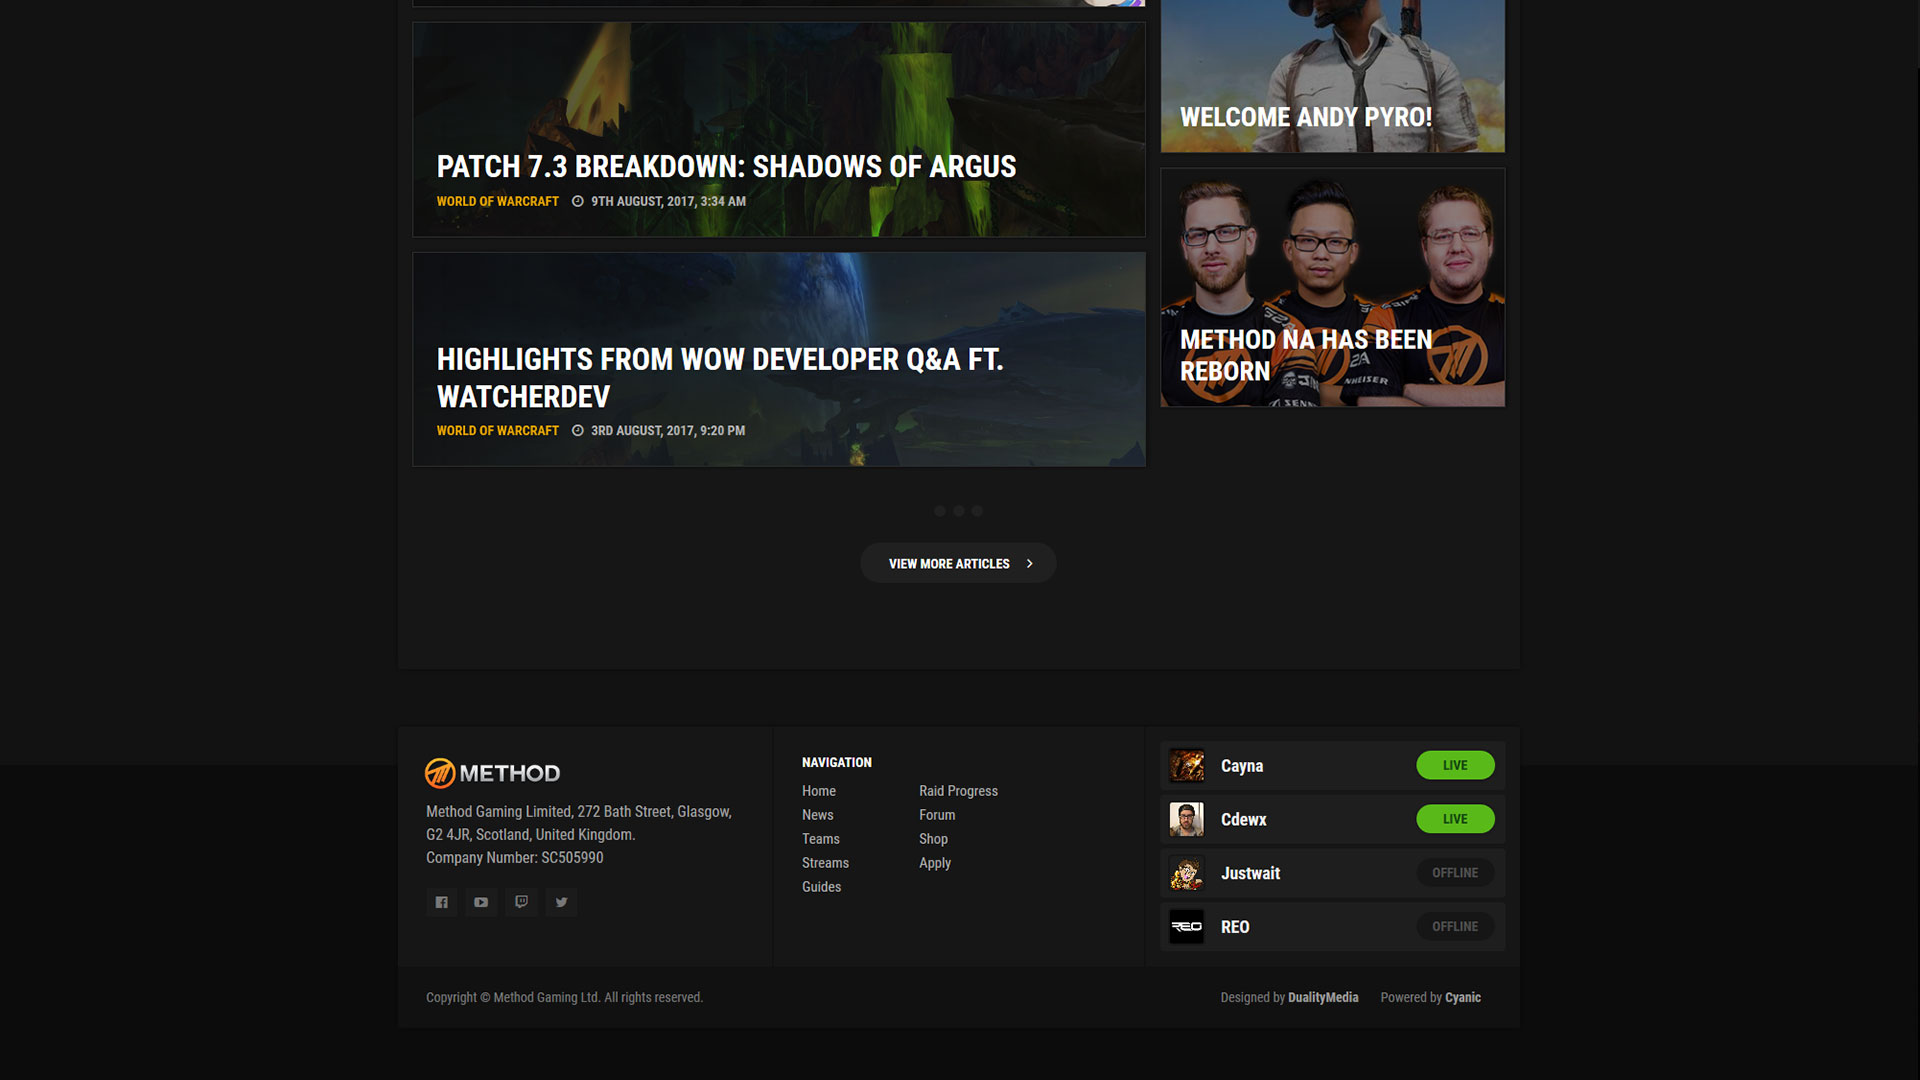 PATCH 7.3 BREAKDOWN: SHADOWS OF ARGUS
WORLD OF WARCRAFT 9TH AUGUST, 2017, 3:34 AM
HIGHLIGHTS FROM WOW DEVELOPER Q&A FT.
WATCHERDEV
WORLD OF WARCRAFT 3RD AUGUST, 2017, 9:20 PM
WELCOME ANDY PYRO!
METHOD NA HAS BEEN
REBORN
VIEW MORE ARTICLES
METHOD
Method Gaming Limited, 272 Bath Street, Glasgow,
G2 4JR, Scotland, United Kingdom.
Company Number: SC505990
NAVIGATION
Home
News
Teams
Streams
Guides
Raid Progress
Forum
Shop
Apply
Cayna LIVE
Cdewx LIVE
Justwait OFFLINE
REO REO OFFLINE
Copyright © Method Gaming Ltd. All rights reserved.
Designed by DualityMedia Powered by Cyanic